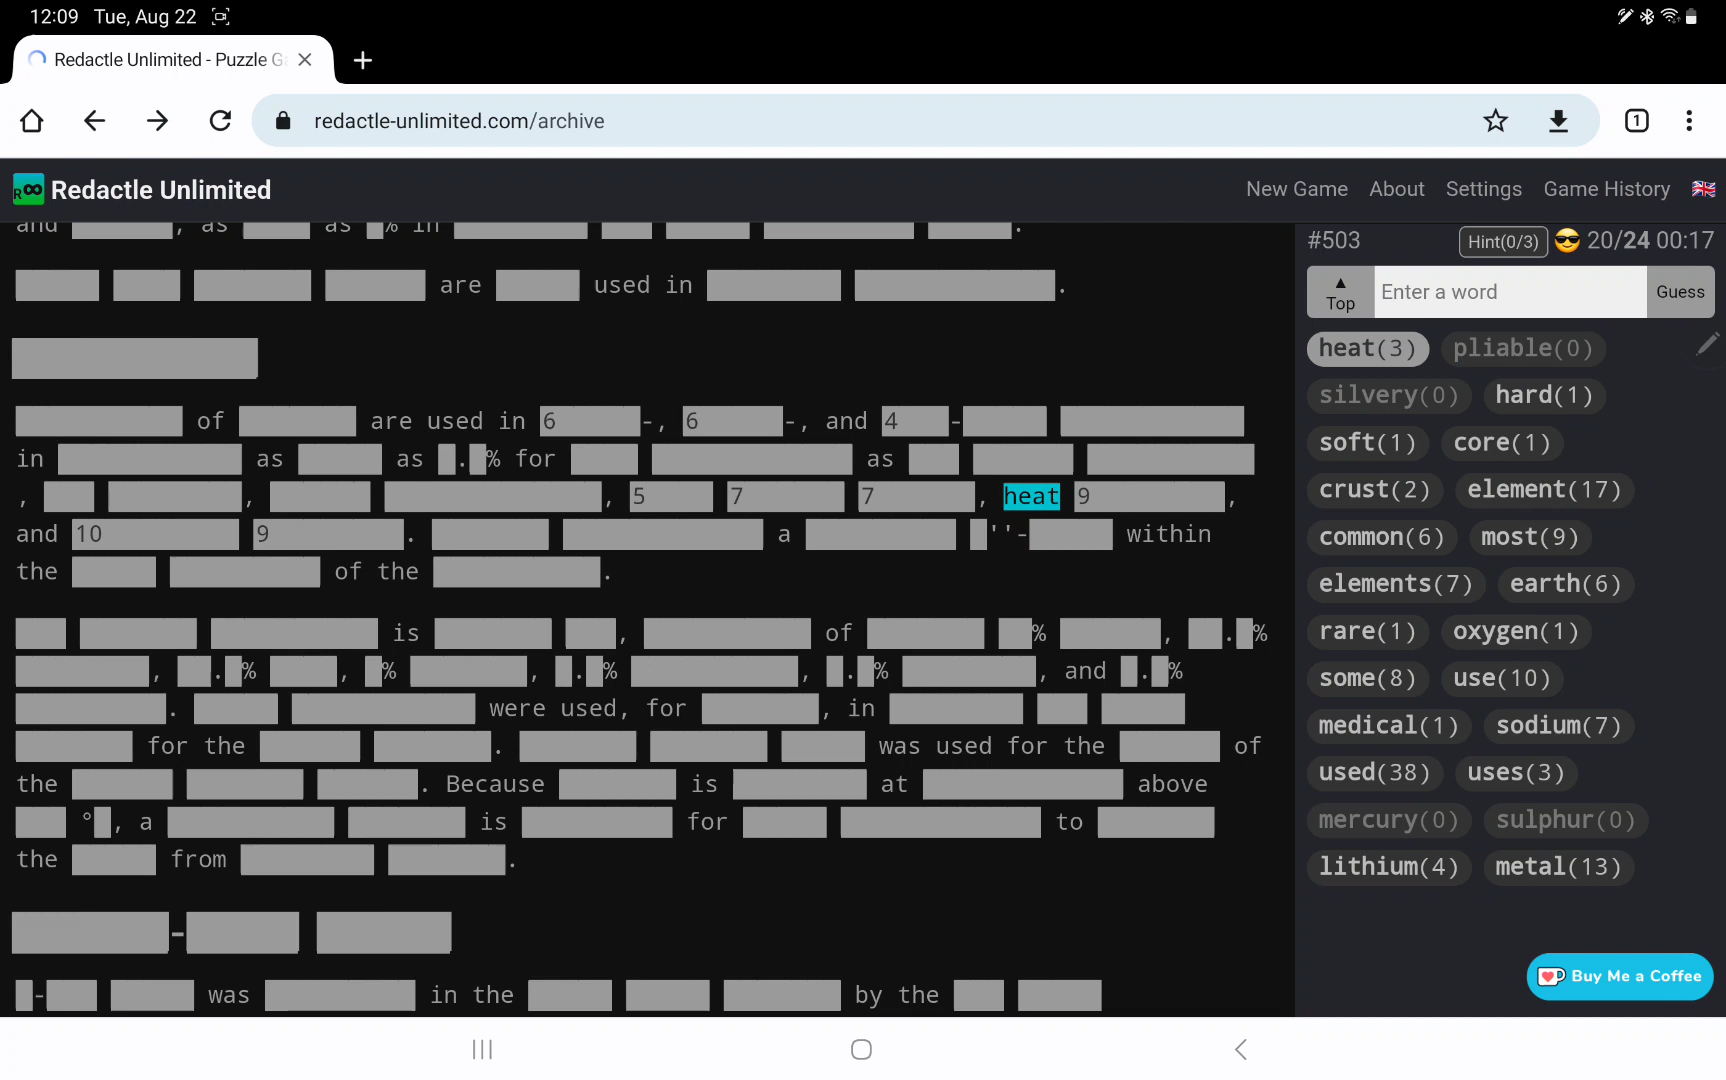 12:09 Tue, Aug 22
Redactle Unlimited - Puzzle G
redactle-unlimited.com/archive
R∞ Redactle Unlimited
New Game About Settings Game History
and , as as % in .
are used in .
of are used in 6 -, 6 -, and 4 -
in as as . % for as
, , , 5 7 7 , heat 9 ,
and 10 9 . a ''- within
the of the .
is , of % , . %
, . % , % , . % , . % , and . %
. were used, for , in
for the . was used for the of
the . Because is at above
° , a is for to
the from .
-
- was in the by the
#503 Hint(0/3) 20/24 00:17
▲ Top Enter a word Guess
heat(3) pliable(0)
silvery(0) hard(1)
soft(1) core(1)
crust(2) element(17)
common(6) most(9)
elements(7) earth(6)
rare(1) oxygen(1)
some(8) use(10)
medical(1) sodium(7)
used(38) uses(3)
mercury(0) sulphur(0)
lithium(4) metal(13)
Buy Me a Coffee